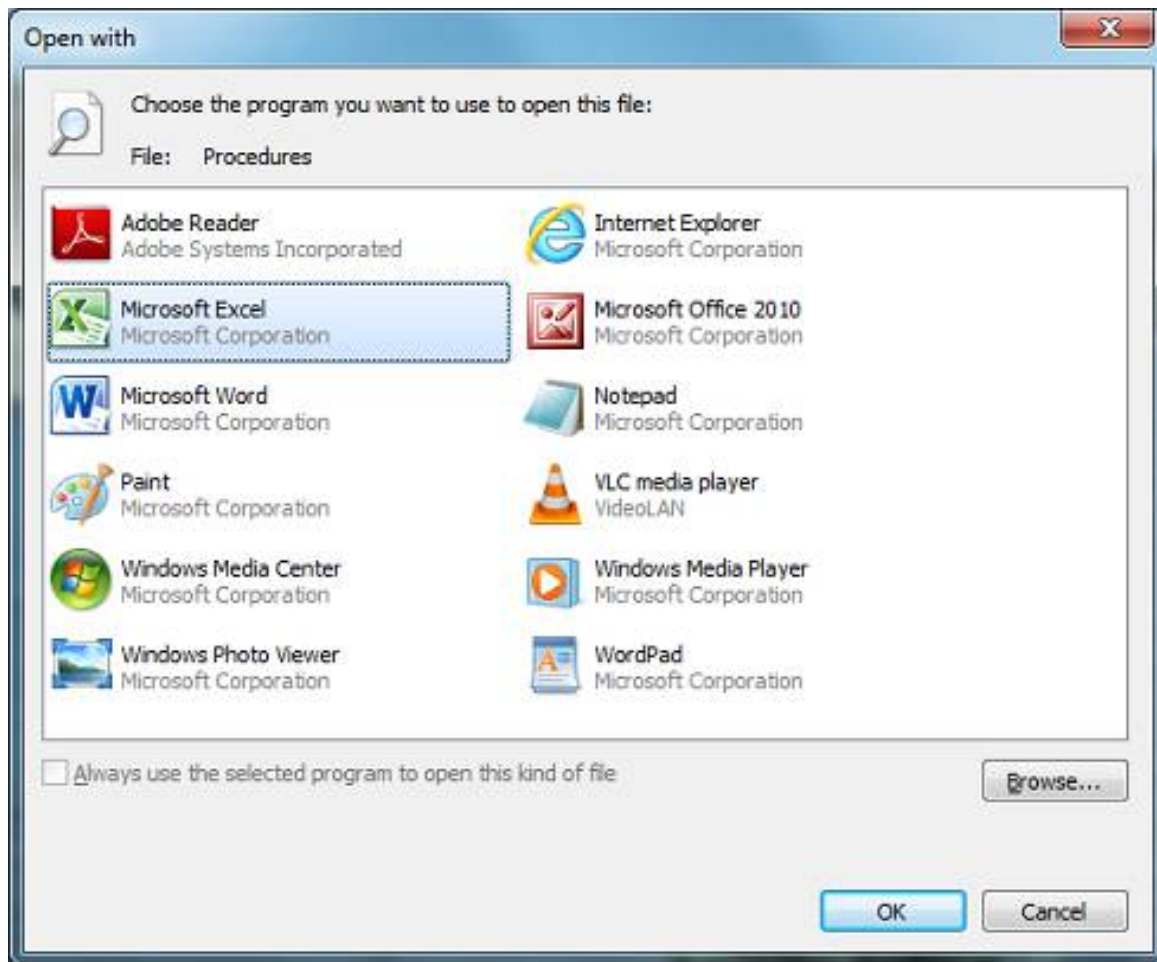 Open with
Choose the program you want to use to open this file:
File: Procedures
Adobe Reader
Adobe Systems Incorporated
Internet Explorer
Microsoft Corporation
Microsoft Excel
Microsoft Corporation
Microsoft Office 2010
Microsoft Corporation
Microsoft Word
Microsoft Corporation
Notepad
Microsoft Corporation
Paint
Microsoft Corporation
VLC media player
VideoLAN
Windows Media Center
Microsoft Corporation
Windows Media Player
Microsoft Corporation
Windows Photo Viewer
Microsoft Corporation
WordPad
Microsoft Corporation
Always use the selected program to open this kind of file
Browse...
OK
Cancel